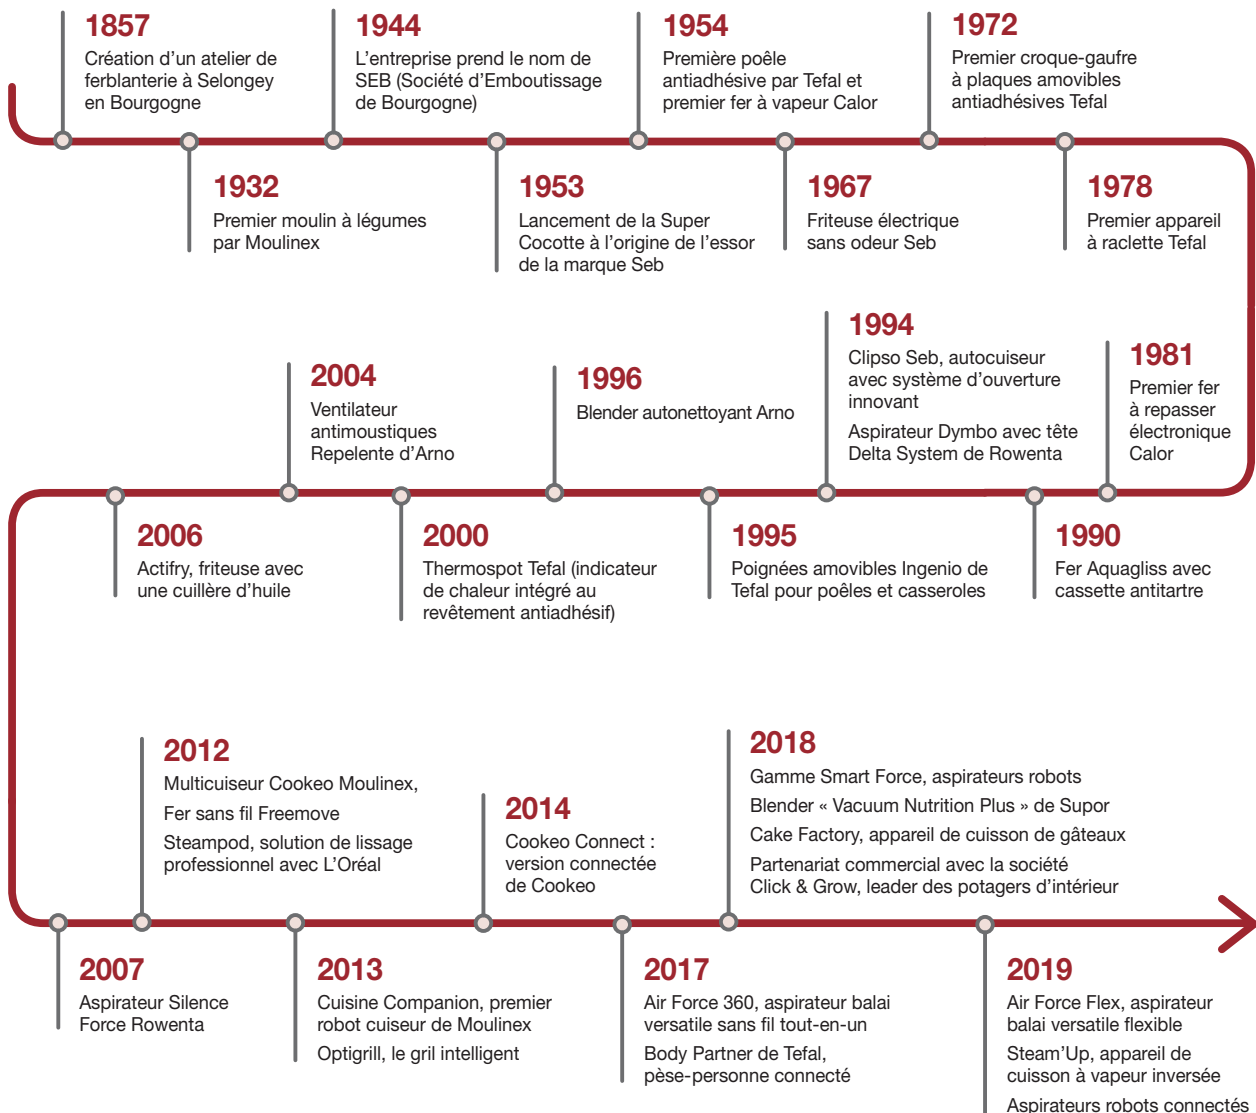 1857
Création d’un atelier de
ferblanterie à Selongey
en Bourgogne
1932
Premier moulin à légumes
par Moulinex
1944
L’entreprise prend le nom de
SEB (Société d’Emboutissage
de Bourgogne)
1953
Lancement de la Super
Cocotte à l’origine de l’essor
de la marque Seb
1954
Première poêle
antiadhésive par Tefal et
premier fer à vapeur Calor
1967
Friteuse électrique
sans odeur Seb
1972
Premier croque-gaufre
à plaques amovibles
antiadhésives Tefal
1978
Premier appareil
à raclette Tefal
1981
Premier fer
à repasser
électronique
Calor
1990
Fer Aquagliss avec
cassette antitartre
1994
Clipso Seb, autocuiseur
avec système d’ouverture
innovant
Aspirateur Dymbo avec tête
Delta System de Rowenta
1995
Poignées amovibles Ingenio de
Tefal pour poêles et casseroles
1996
Blender autonettoyant Arno
2000
Thermospot Tefal (indicateur
de chaleur intégré au
revêtement antiadhésif)
2004
Ventilateur
antimoustiques
Repelente d’Arno
2006
Actifry, friteuse avec
une cuillère d’huile
2007
Aspirateur Silence
Force Rowenta
2012
Multicuiseur Cookeo Moulinex,
Fer sans fil Freemove
Steampod, solution de lissage
professionnel avec L’Oréal
2013
Cuisine Companion, premier
robot cuiseur de Moulinex
Optigrill, le gril intelligent
2014
Cookeo Connect :
version connectée
de Cookeo
2017
Air Force 360, aspirateur balai
versatile sans fil tout-en-un
Body Partner de Tefal,
pèse-personne connecté
2018
Gamme Smart Force, aspirateurs robots
Blender « Vacuum Nutrition Plus » de Supor
Cake Factory, appareil de cuisson de gâteaux
Partenariat commercial avec la société
Click & Grow, leader des potagers d’intérieur
2019
Air Force Flex, aspirateur
balai versatile flexible
Steam’Up, appareil de
cuisson à vapeur inversée
Aspirateurs robots connectés